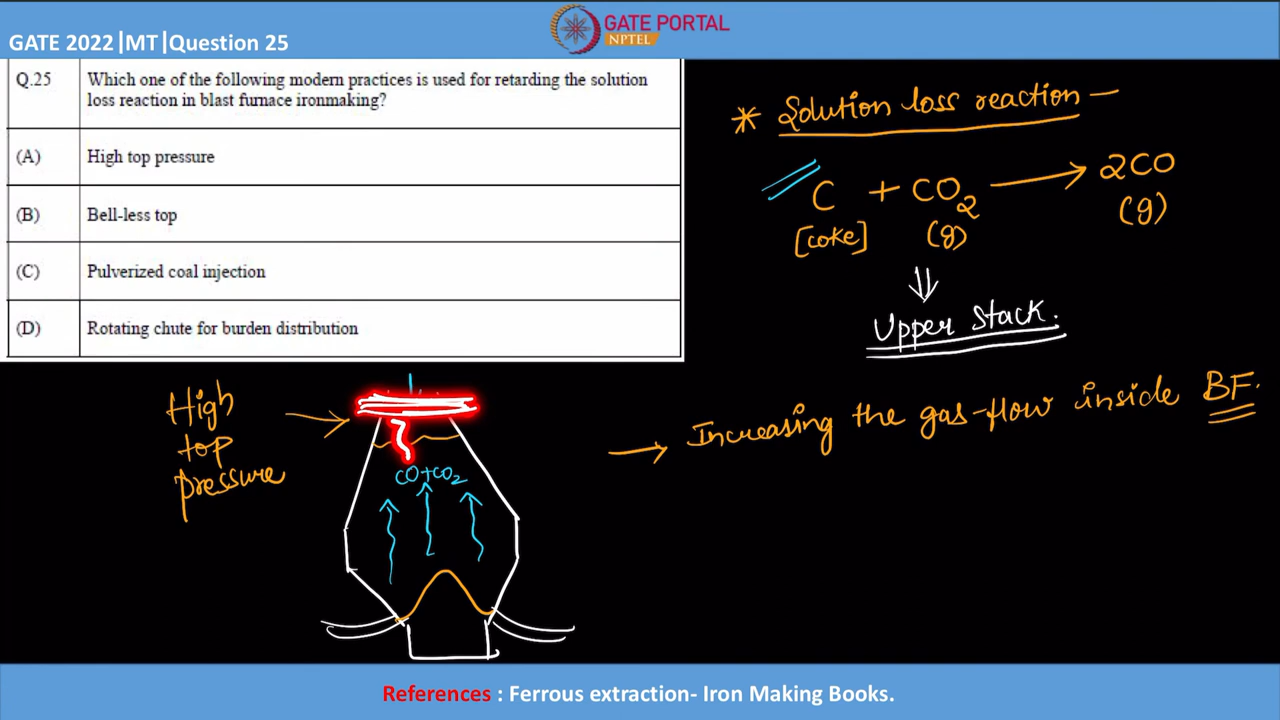 GATE 2022|MT|Question 25
GATE PORTAL
NPTEL
Q.25 Which one of the following modern practices is used for retarding the solution
loss reaction in blast furnace ironmaking?
(A) High top pressure
(B) Bell-less top
(C) Pulverized coal injection
(D) Rotating chute for burden distribution
* Solution loss reaction —
C + CO2 → 2CO
[coke] (g) (g)
⇓
Upper stack.
High
top
pressure
CO+CO2
→ Increasing the gas-flow inside BF.
References : Ferrous extraction- Iron Making Books.